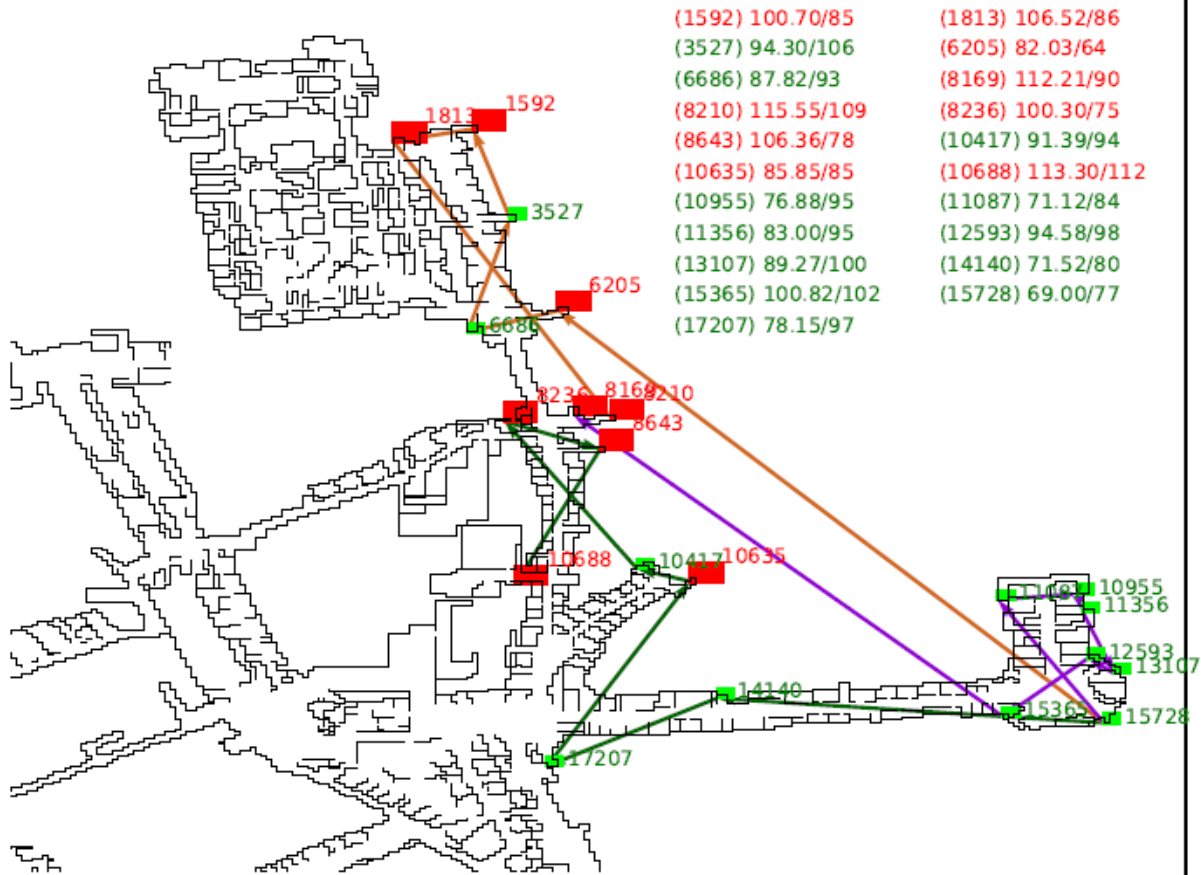 (1592) 100.70/85 (1813) 106.52/86
(3527) 94.30/106 (6205) 82.03/64
(6686) 87.82/93 (8169) 112.21/90
(8210) 115.55/109 (8236) 100.30/75
(8643) 106.36/78 (10417) 91.39/94
(10635) 85.85/85 (10688) 113.30/112
(10955) 76.88/95 (11087) 71.12/84
(11356) 83.00/95 (12593) 94.58/98
(13107) 89.27/100 (14140) 71.52/80
(15365) 100.82/102 (15728) 69.00/77
(17207) 78.15/97
1592
1813
3527
6205
6686
8236
8169
8210
8643
10688
10417
10635
11087
10955
11356
12593
13107
14140
15365
15728
17207